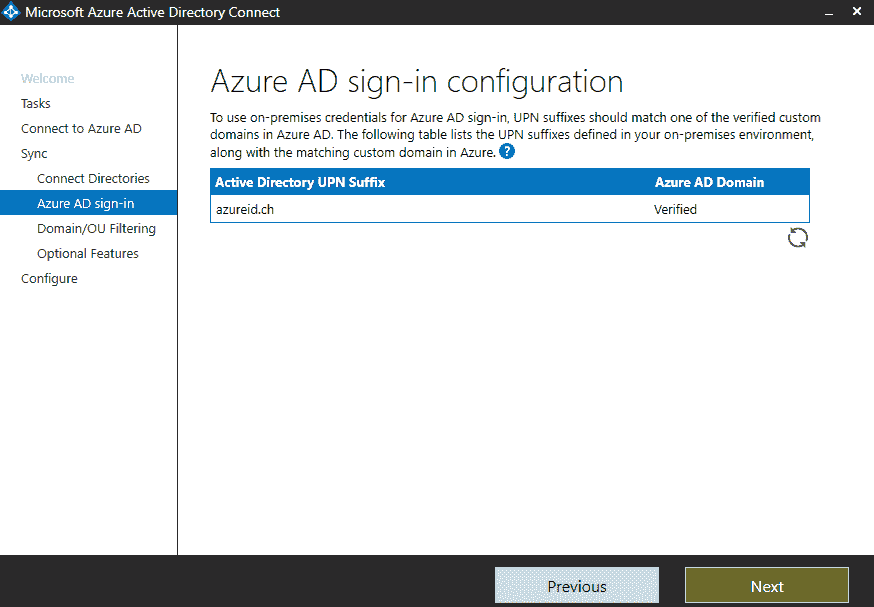 Microsoft Azure Active Directory Connect
Welcome
Tasks
Connect to Azure AD
Sync
Connect Directories
Azure AD sign-in
Domain/OU Filtering
Optional Features
Configure
Azure AD sign-in configuration
To use on-premises credentials for Azure AD sign-in, UPN suffixes should match one of the verified custom
domains in Azure AD. The following table lists the UPN suffixes defined in your on-premises environment,
along with the matching custom domain in Azure. ?
Active Directory UPN Suffix Azure AD Domain
azureid.ch Verified
Previous Next